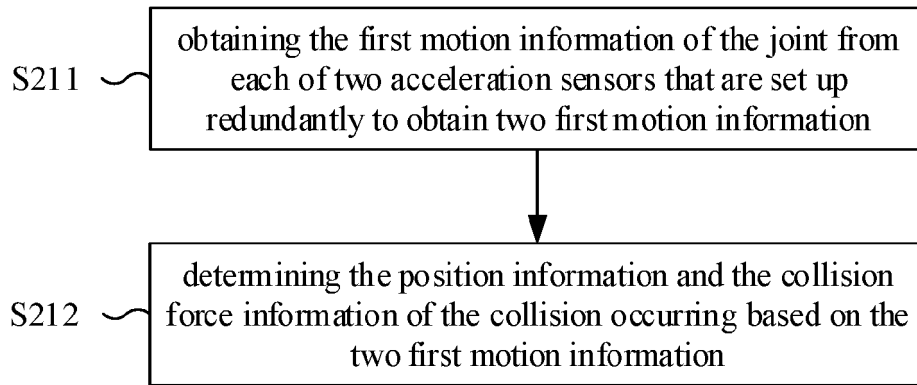 S211
obtaining the first motion information of the joint from
each of two acceleration sensors that are set up
redundantly to obtain two first motion information
S212
determining the position information and the collision
force information of the collision occurring based on the
two first motion information